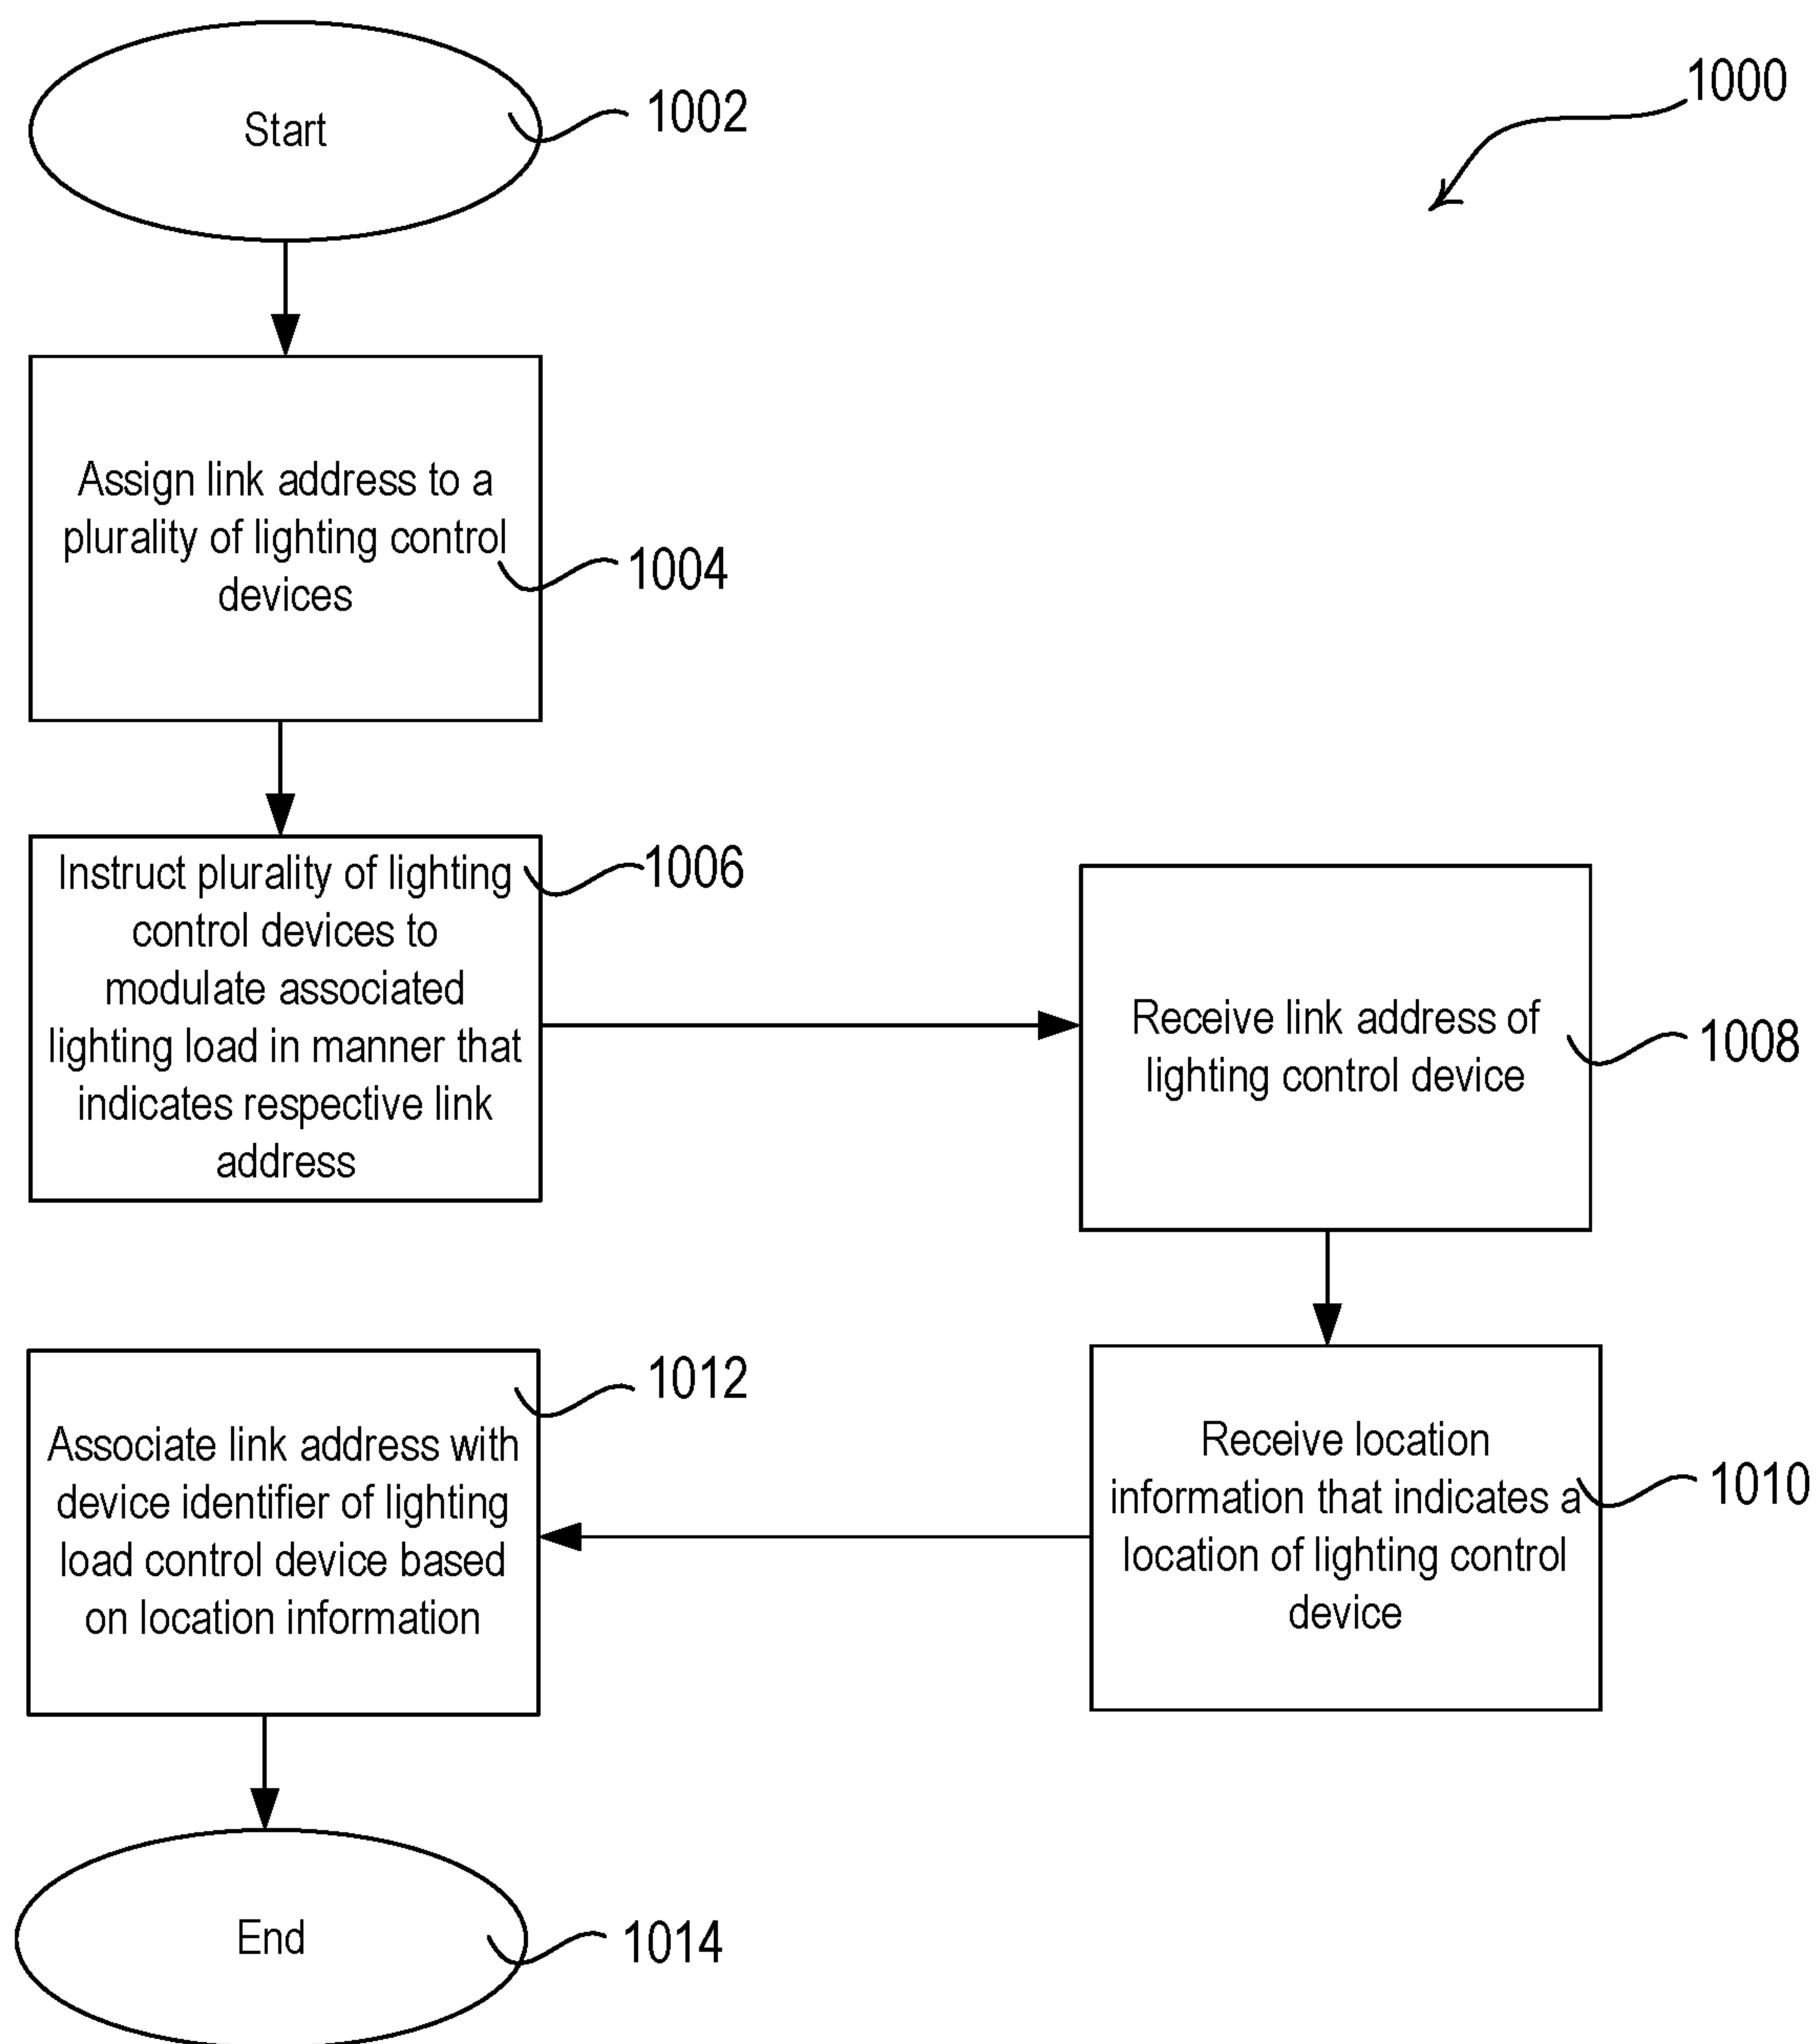 Start
1002
1000
Assign link address to a
plurality of lighting control
devices
1004
Instruct plurality of lighting
control devices to
modulate associated
lighting load in manner that
indicates respective link
address
1006
Receive link address of
lighting control device
1008
Receive location
information that indicates a
location of lighting control
device
1010
Associate link address with
device identifier of lighting
load control device based
on location information
1012
End
1014